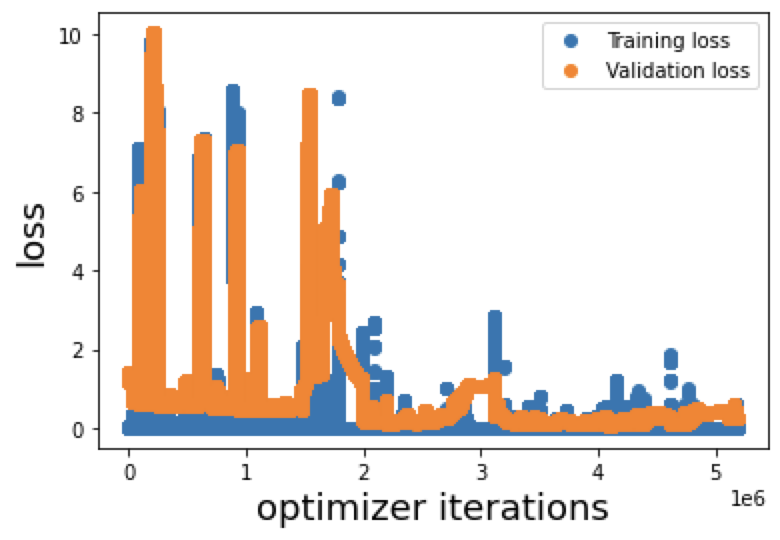 Training loss
Validation loss
10
8
6
4
2
0
loss
0 1 2 3 4 5
1e6
optimizer iterations